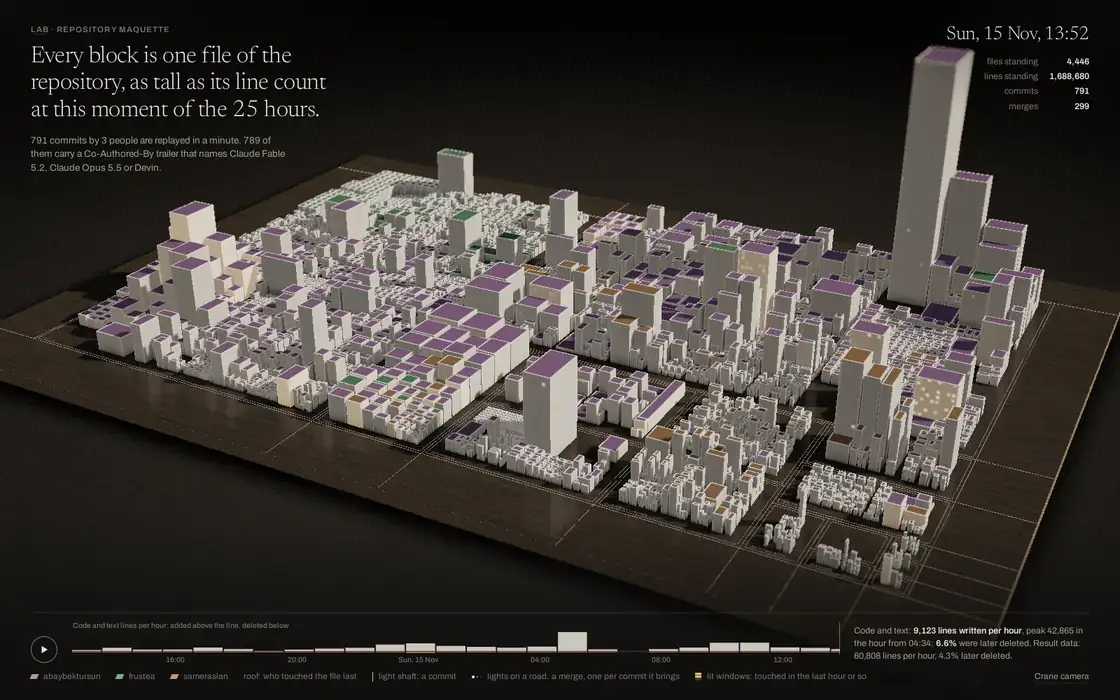 LAB · REPOSITORY MAQUETTE
Every block is one file of the
repository, as tall as its line count
at this moment of the 25 hours.
791 commits by 3 people are replayed in a minute. 789 of
them carry a Co-Authored-By trailer that names Claude Fable
5.2, Claude Opus 5.5 or Devin.
Sun, 15 Nov, 13:52
files standing 4,446
lines standing 1,688,680
commits 791
merges 299
Code and text lines per hour: added above the line, deleted below
16:00 20:00 Sun. 15 Nov 04:00 08:00 12:00
Code and text: 9,123 lines written per hour, peak 42,865 in
the hour from 04:34; 6.6% were later deleted. Result data:
60,808 lines per hour, 4.3% later deleted.
abaybektursun frustea sameraslan roof: who touched the file last light shaft: a commit lights on a road: a merge, one per commit it brings lit windows: touched in the last hour or so
Crane camera